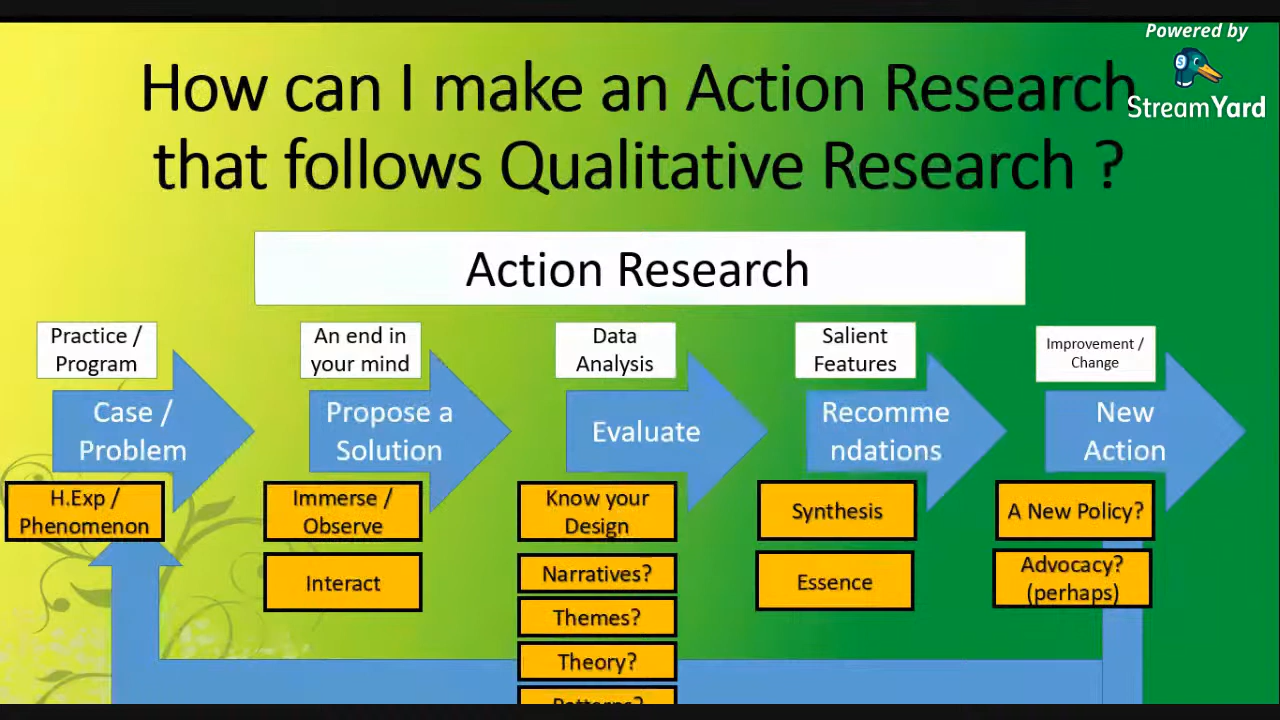 Powered by
StreamYard
How can I make an Action Research
that follows Qualitative Research ?
Action Research
Practice /
Program
An end in
your mind
Data
Analysis
Salient
Features
Improvement /
Change
Case /
Problem
Propose a
Solution
Evaluate
Recomme
ndations
New
Action
H.Exp /
Phenomenon
Immerse /
Observe
Know your
Design
Synthesis
A New Policy?
Interact
Narratives?
Essence
Advocacy?
(perhaps)
Themes?
Theory?
Patterns?